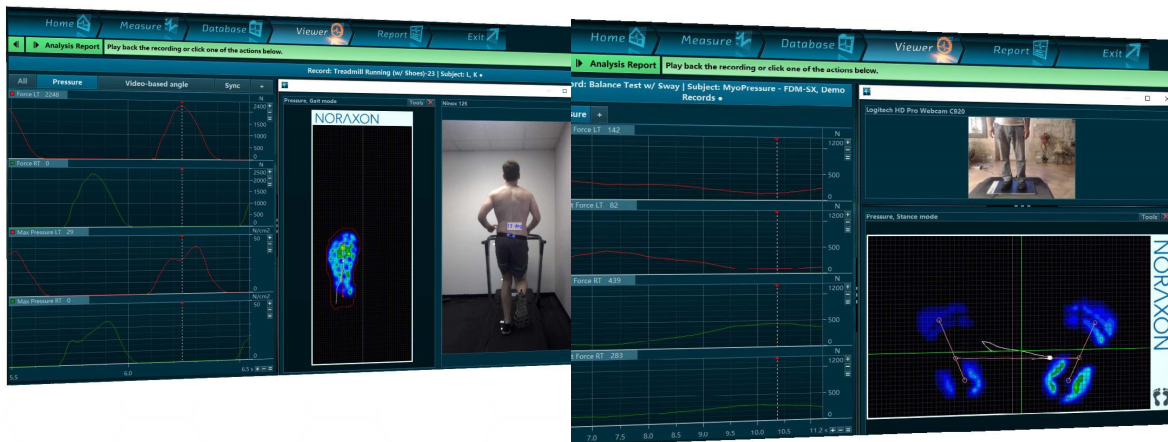 Home Measure Database Viewer Report Exit
Analysis Report Play back the recording or click one of the actions below.
Record: Treadmill Running (w/ Shoes)-23 | Subject: L, K
All Pressure Video-based angle Sync +
Force LT 2248
N
2400
1500
1000
500
0
Force RT 0
N
2500
2000
1500
1000
500
0
Max Pressure LT 29
N/cm2
50
0
Max Pressure RT 0
N/cm2
50
0
5.5 6.0 6.5 s
Pressure, Gait mode Tools X
NORAXON
Ninox 125
Home Measure Database Viewer Report Exit
Analysis Report Play back the recording or click one of the actions below.
rd: Balance Test w/ Sway | Subject: MyoPressure - FDM-SX, Demo
Records
sure +
Force LT 142
N
1200
500
0
t Force LT 82
N
1200
500
0
Force RT 439
N
1200
500
0
t Force RT 283
N
1200
500
0
7.0 8.0 9.0 9.5 10.0 10.5 11.2 s
Logitech HD Pro Webcam C920
Pressure, Stance mode Tools X
NORAXON